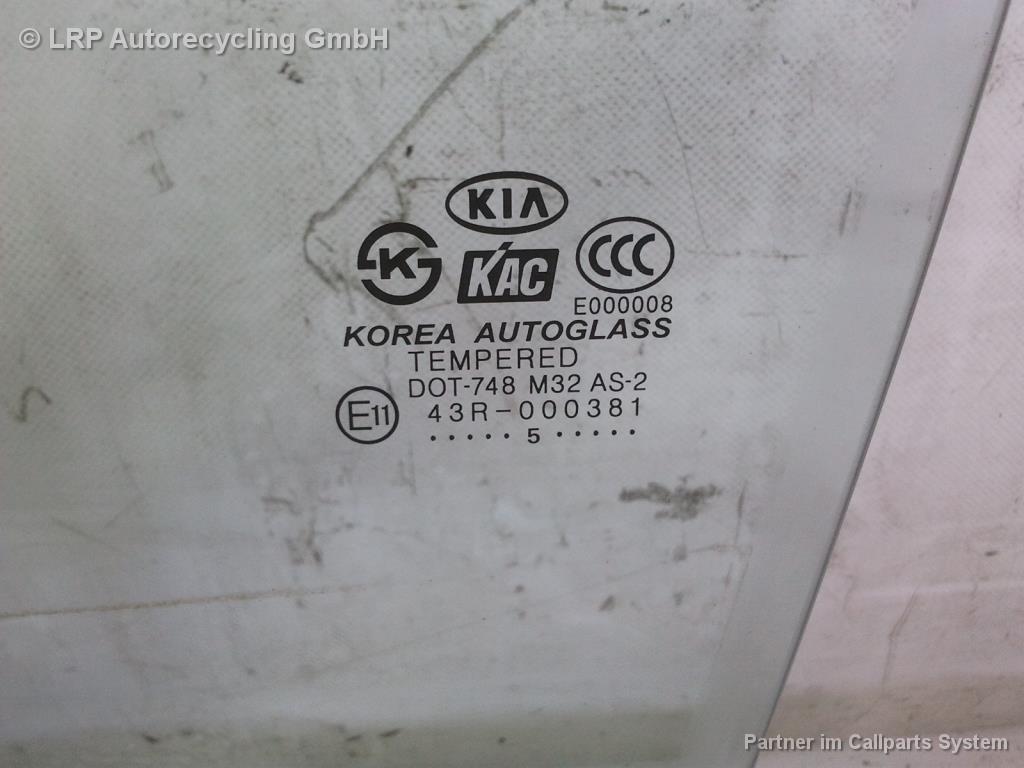 © LRP Autorecycling GmbH
KIA
K KAC CCC
E000008
KOREA AUTOGLASS
TEMPERED
DOT-748 M32 AS-2
E11 43R-000381
..... 5 .....
Partner im Callparts System